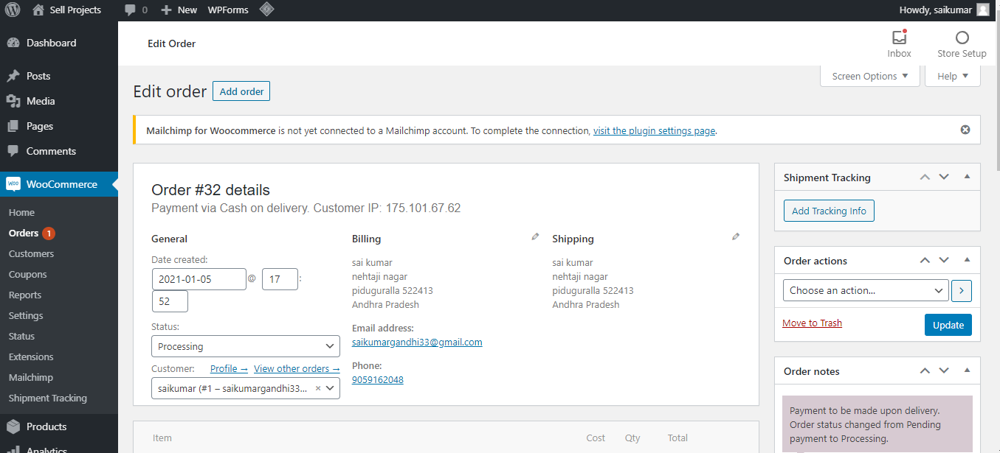 Sell Projects
0
New
WPForms
Howdy, saikumar
Dashboard
Posts
Media
Pages
Comments
WooCommerce
Home
Orders 1
Customers
Coupons
Reports
Settings
Status
Extensions
Mailchimp
Shipment Tracking
Products
Analytics
Edit Order
Inbox
Store Setup
Screen Options
Help
Edit order
Add order
Mailchimp for Woocommerce is not yet connected to a Mailchimp account. To complete the connection, visit the plugin settings page.
Order #32 details
Payment via Cash on delivery. Customer IP: 175.101.67.62
General
Date created:
2021-01-05 @ 17 :
52
Status:
Processing
Customer: Profile → View other orders →
saikumar (#1 – saikumargandhi33... ×
Billing
sai kumar
nehtaji nagar
piduguralla 522413
Andhra Pradesh
Email address:
saikumargandhi33@gmail.com
Phone:
9059162048
Shipping
sai kumar
nehtaji nagar
piduguralla 522413
Andhra Pradesh
Item Cost Qty Total
Shipment Tracking
Add Tracking Info
Order actions
Choose an action...
Move to Trash
Update
Order notes
Payment to be made upon delivery.
Order status changed from Pending
payment to Processing.